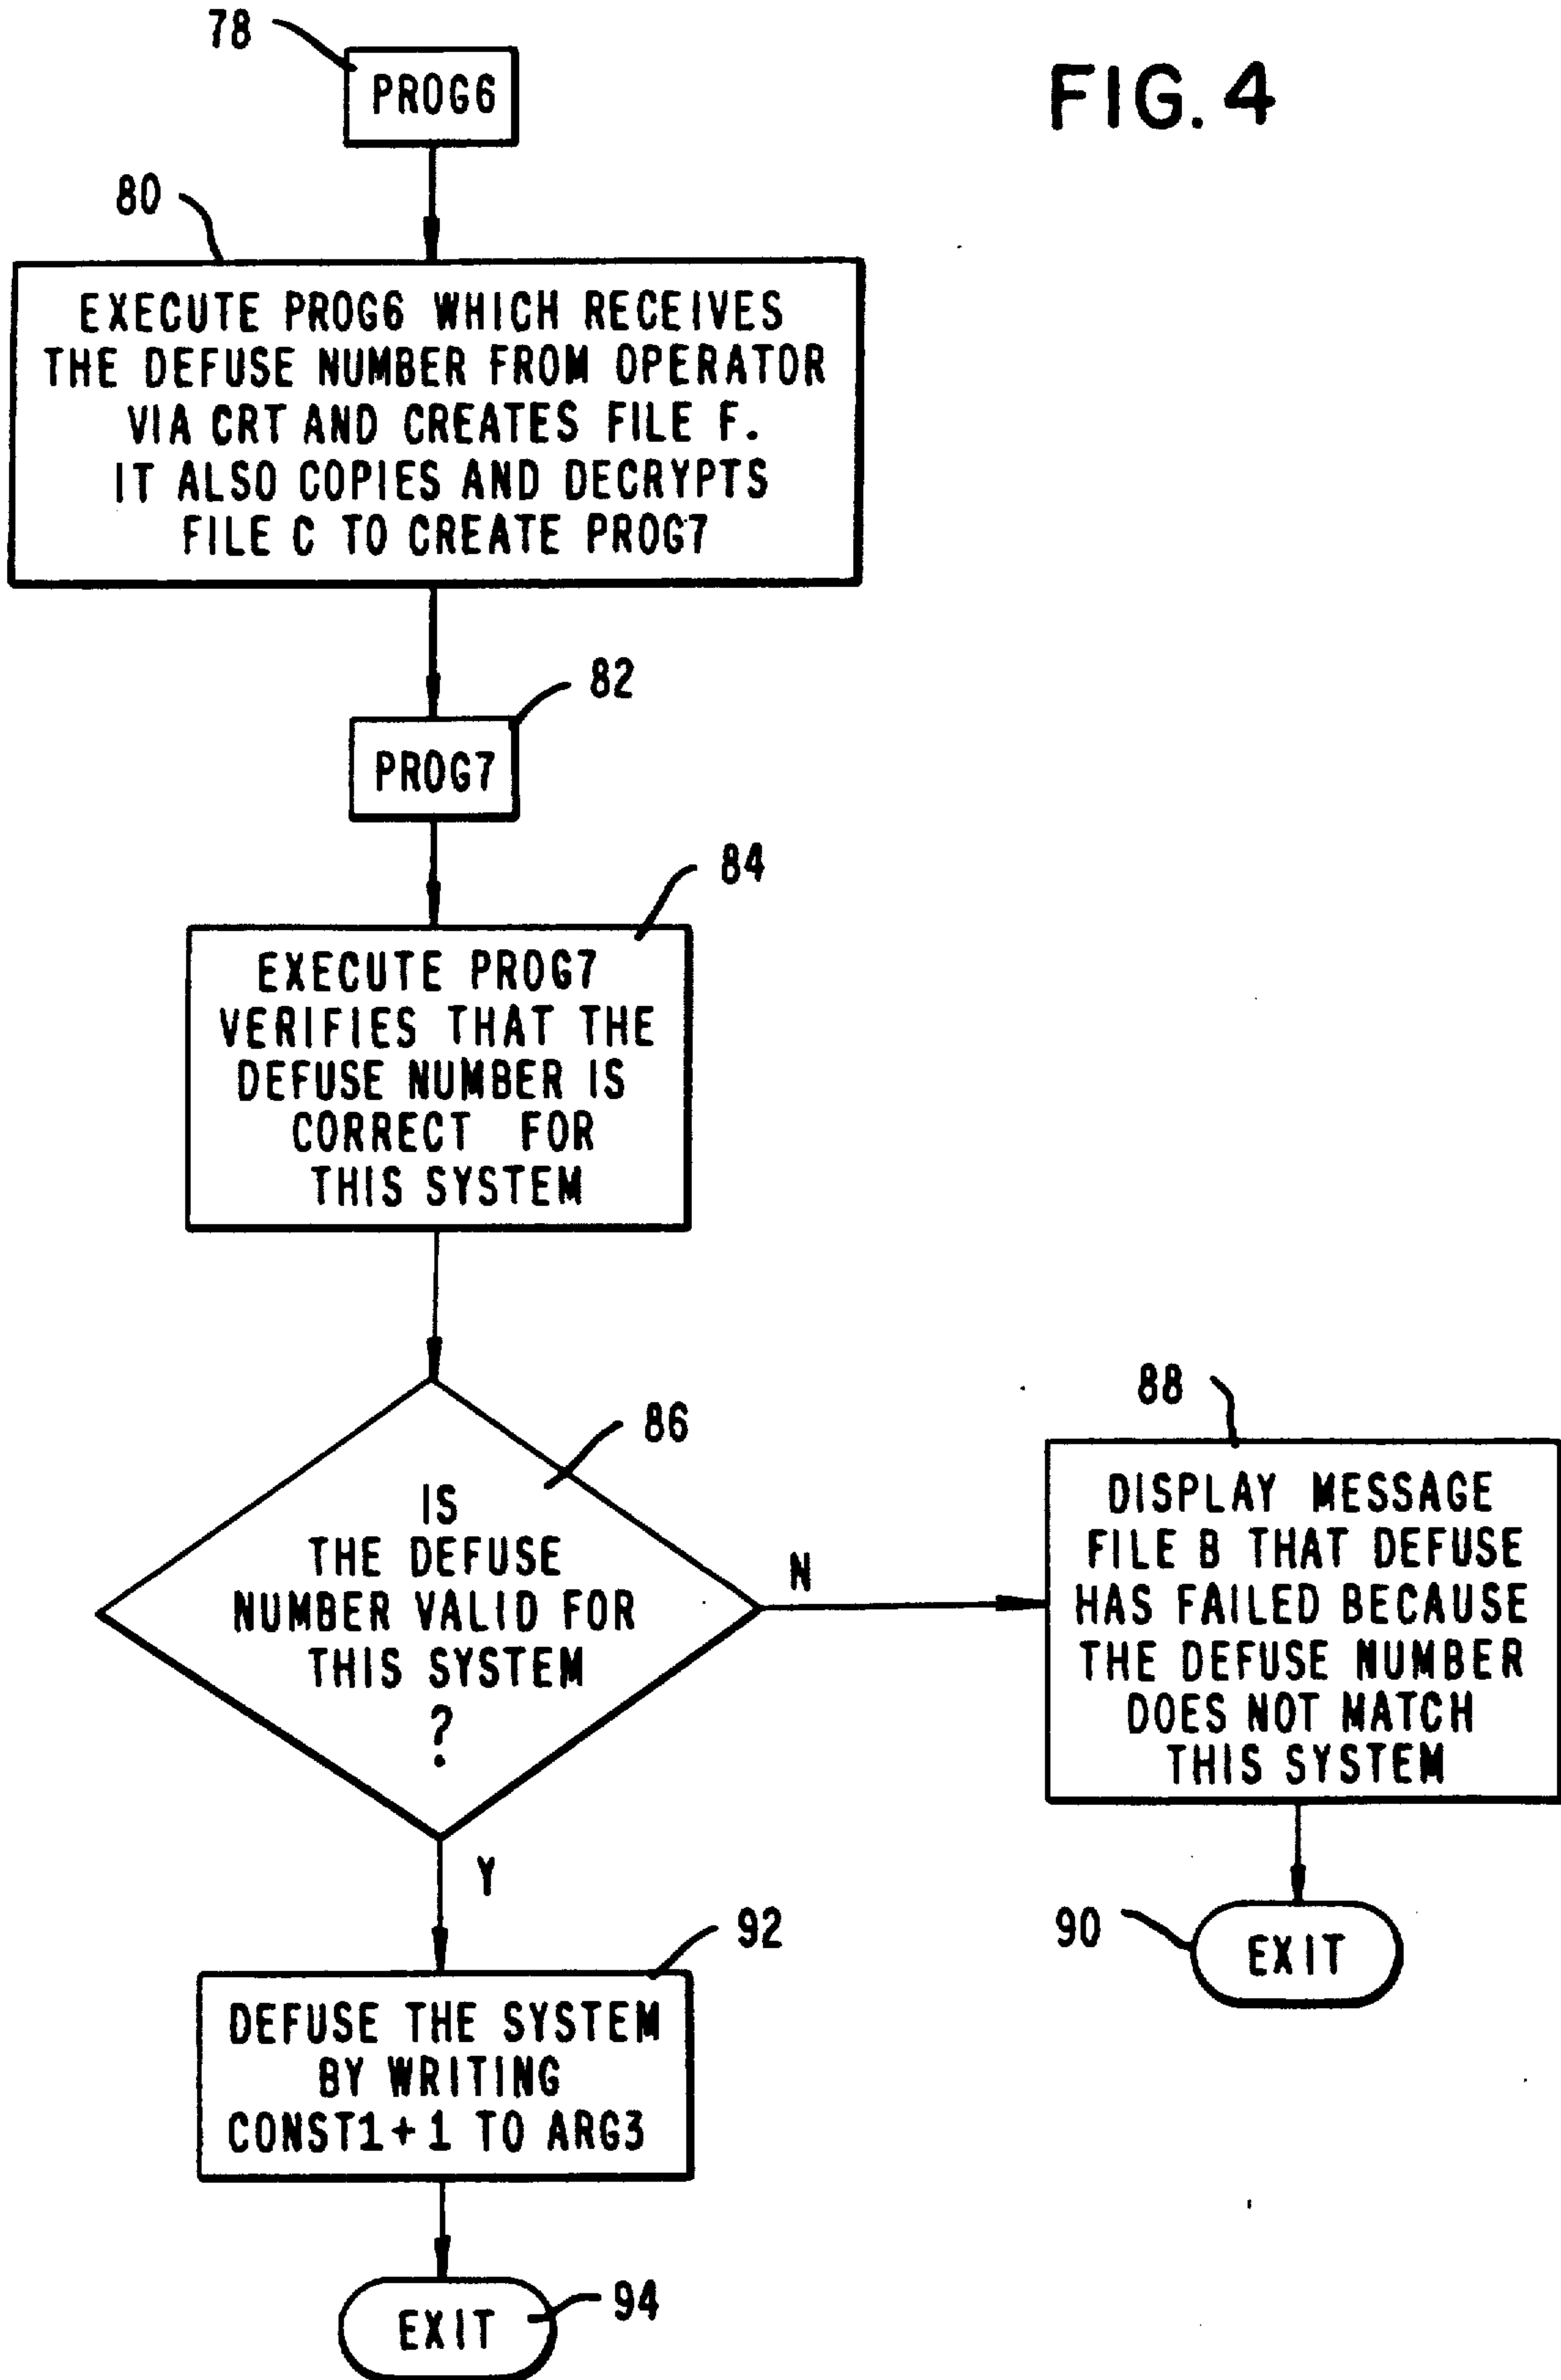 78
PROG6
FIG. 4
80
EXECUTE PROG6 WHICH RECEIVES
THE DEFUSE NUMBER FROM OPERATOR
VIA CRT AND CREATES FILE F.
IT ALSO COPIES AND DECRYPTS
FILE C TO CREATE PROG7
82
PROG7
84
EXECUTE PROG7
VERIFIES THAT THE
DEFUSE NUMBER IS
CORRECT FOR
THIS SYSTEM
86
IS
THE DEFUSE
NUMBER VALID FOR
THIS SYSTEM
?
N
88
DISPLAY MESSAGE
FILE B THAT DEFUSE
HAS FAILED BECAUSE
THE DEFUSE NUMBER
DOES NOT MATCH
THIS SYSTEM
90
EXIT
Y
92
DEFUSE THE SYSTEM
BY WRITING
CONST1+1 TO ARG3
EXIT
94